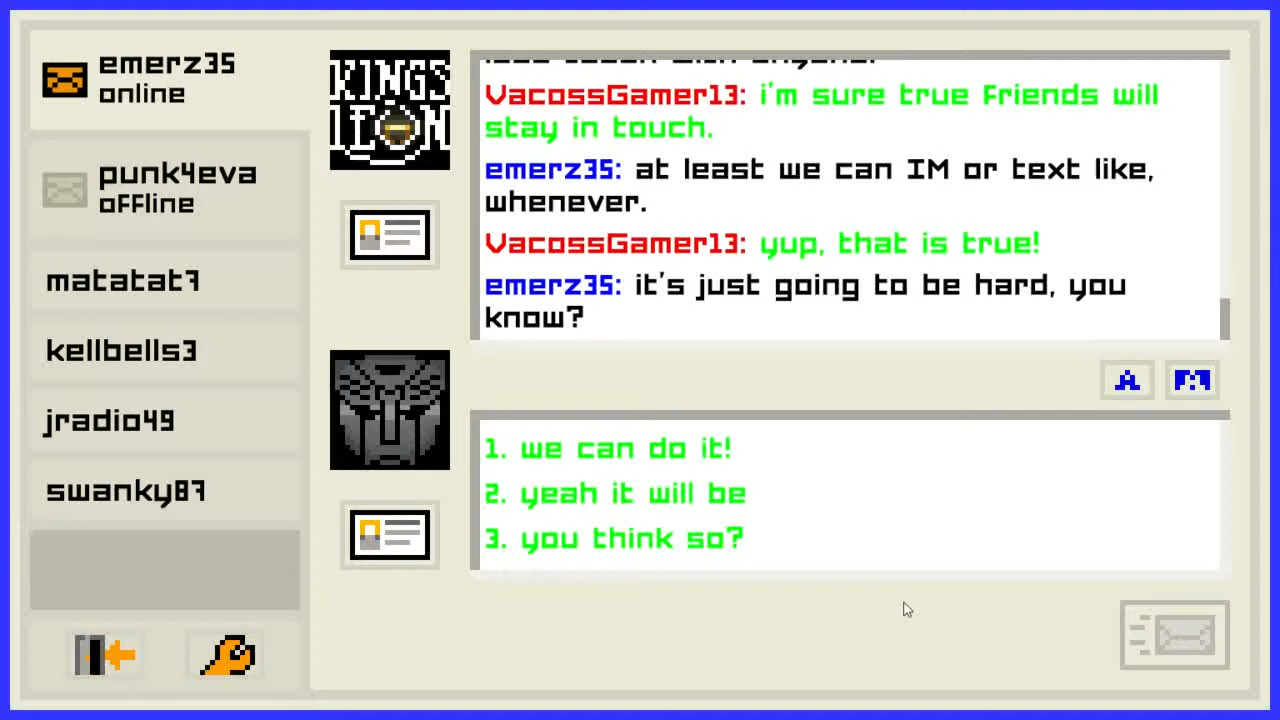 emerz35
online
punk4eva
offline
matatat7
kellbells3
jradio49
swanky87
KINGS
LEON
VacossGamer13: i'm sure true friends will
stay in touch.
emerz35: at least we can IM or text like,
whenever.
VacossGamer13: yup, that is true!
emerz35: it's just going to be hard, you
know?
A
1. we can do it!
2. yeah it will be
3. you think so?